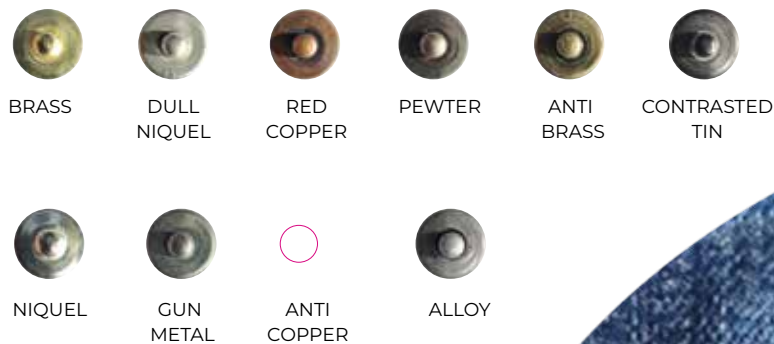 BRASS
DULL
NIQUEL
RED
COPPER
PEWTER
ANTI
BRASS
CONTRASTED
TIN
NIQUEL
GUN
METAL
ANTI
COPPER
ALLOY